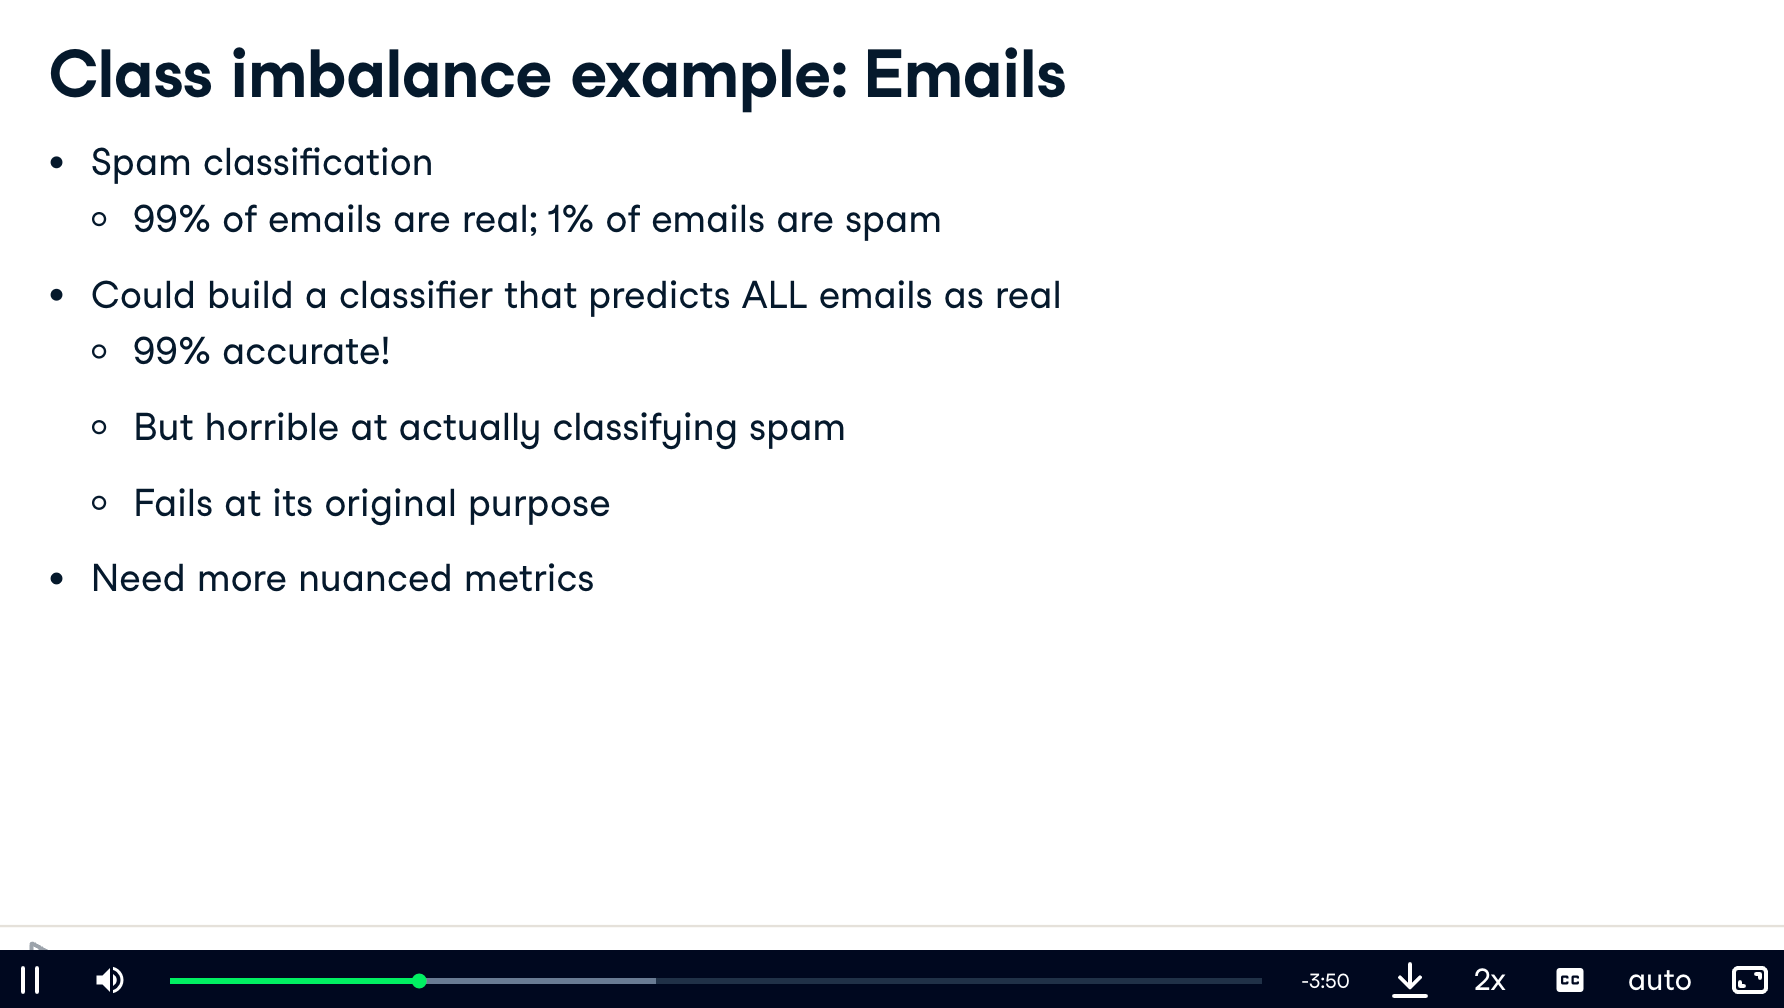 Class imbalance example: Emails
• Spam classification
○ 99% of emails are real; 1% of emails are spam
• Could build a classifier that predicts ALL emails as real
○ 99% accurate!
○ But horrible at actually classifying spam
○ Fails at its original purpose
• Need more nuanced metrics
-3:50 2x CC auto